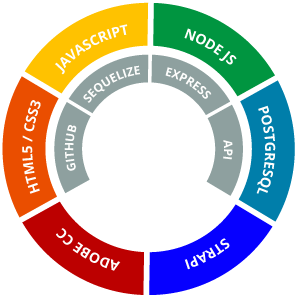 JAVASCRIPT
NODE JS
POSTGRESQL
STRAPI
ADOBE CC
HTML5 / CSS3
GITHUB
SEQUELIZE
EXPRESS
API